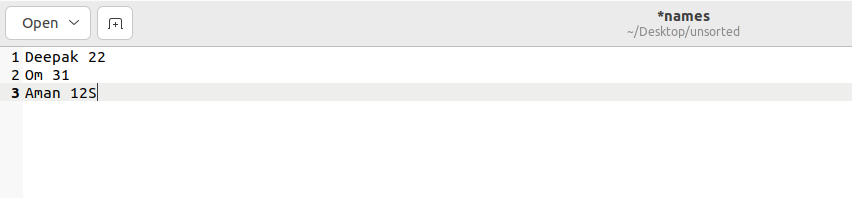 Open
*names
~/Desktop/unsorted
1 Deepak 22
2 Om 31
3 Aman 12S